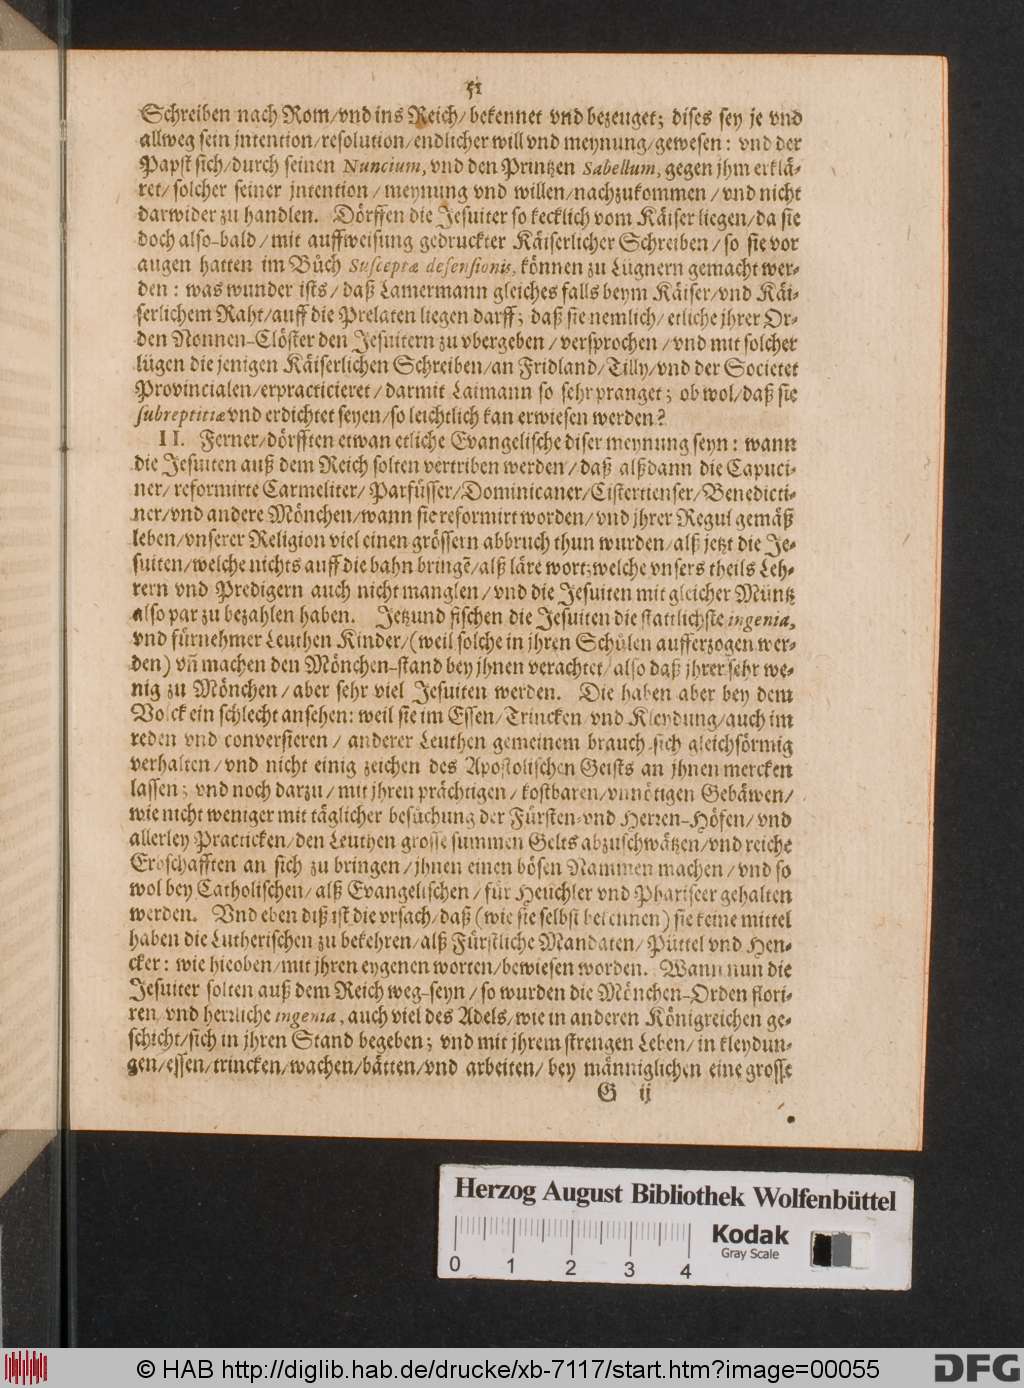 51
Schreiben nach Rom/vnd ins Reich/bekennet vnd bezeuget; dises sey je vnd
allweg sein jntention/resolution/endlicher will vnd meynung/gewesen: vnd der
Papst sich/durch seinen Nuncium, vnd den Printzen Sabellum, gegen jhm erklä-
ret/solcher seiner jntention/meynung vnd willen/nachzukommen/vnd nicht
darwider zu handlen. Dörffen die Jesuiter so kecklich vom Käiser liegen/da sie
doch also-bald/mit auffweisung gedruckter Käiserlicher Schreiben/so sie vor
augen hatten im Büch Susceptæ defensionis, können zu Lügnern gemacht wer-
den: was wunder ists/daß Lamermann gleiches falls beym Käiser/vnd Käi-
serlichem Raht/auff die Prelaten liegen darff; daß sie nemlich/etliche jhrer Or-
den Nonnen-Clöster den Jesuitern zu vbergeben/versprochen/vnd mit solcher
lügen die jenigen Käiserlichen Schreiben/an Fridland/Tilly/vnd der Societet
Provincialen/erpracticieret/darmit Laimann so sehr pranget; ob wol/daß sie
subreptitiæ vnd erdichtet seyen/so leichtlich kan erwiesen werden?
II. Ferner/dörfften etwan etliche Evangelische diser meynung seyn: wann
die Jesuiten auß dem Reich solten vertriben werden/daß alßdann die Capuci-
ner/reformirte Carmeliter/Parfüsser/Dominicaner/Cistertienser/Benedicti-
ner/vnd andere Mönchen/wann sie reformirt worden/vnd jhrer Regul gemäß
leben/vnserer Religion viel einen grössern abbruch thun wurden/alß jetzt die Je-
suiten/welche nichts auff die bahn bringẽ/alß läre wort;welche vnsers theils Leh-
rern vnd Predigern auch nicht manglen/vnd die Jesuiten mit gleicher Müntz
also par zu bezahlen haben. Jetzund fischen die Jesuiten die stattlichste ingenia,
vnd fürnehmer Leuthen Kinder/(weil solche in jhren Schülen aufferzogen wer-
den) vñ machen den Mönchen-stand bey jhnen verachtet/also daß jhrer sehr we-
nig zu Mönchen/aber sehr viel Jesuiten werden. Die haben aber bey dem
Volck ein schlecht ansehen: weil sie im Essen/Trincken/vnd Kleydung/auch im
reden vnd conversieren/anderer Leuthen gemeinem brauch sich gleichförmig
verhalten/vnd nicht einig zeichen des Apostolischen Geists an jhnen mercken
lassen; vnd noch darzu/mit jhren prächtigen/kostbaren/vnnötigen Gebäwen/
wie nicht weniger mit täglicher besüchung der Fürsten-vnd Herren-Höfen/vnd
allerley Practicken/den Leuthen grosse summen Gelts abzuschwätzen/vnd reiche
Erbschafften an sich zu bringen/jhnen einen bösen Nammen machen/vnd so
wol bey Catholischen/alß Evangelischen/für Heuchler vnd Phariseer gehalten
werden. Vnd eben diß ist die vrsach/daß (wie sie selbst bekennen) sie keine mittel
haben die Lutherischen zu bekehren/alß Fürstliche Mandaten/Püttel vnd Hen-
cker: wie hieoben/mit jhren eygenen worten/bewiesen worden. Wann nun die
Jesuiter solten auß dem Reich weg-seyn/so wurden die Mönchen-Orden flori-
ren/vnd herrliche ingenia, auch viel des Adels/wie in anderen Königreichen ge-
schicht/sich in jhren Stand begeben; vnd mit jhrem strengen Leben/in kleydun-
gen/essen/trincken/wachen/bätten/vnd arbeiten/bey männiglichen eine grosse
G ij
Herzog August Bibliothek Wolfenbüttel
Kodak
Gray Scale
0 1 2 3 4
© HAB http://diglib.hab.de/drucke/xb-7117/start.htm?image=00055
DFG